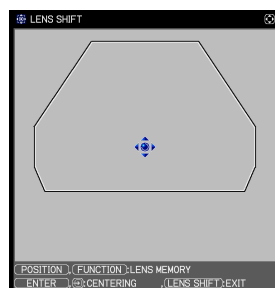 LENS SHIFT
POSITION ,FUNCTION :LENS MEMORY
ENTER , :CENTERING ,LENS SHIFT:EXIT